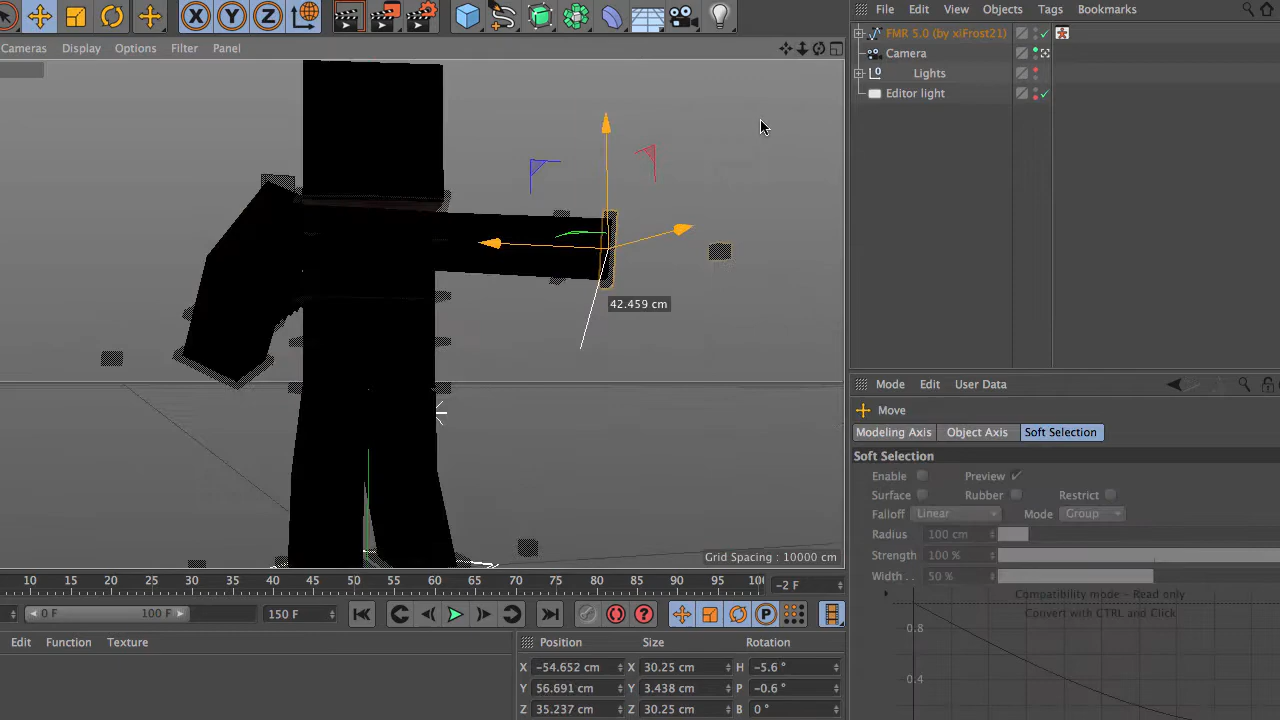 X Y Z
File Edit View Objects Tags Bookmarks
Cameras Display Options Filter Panel
FMR 5.0 (by xiFrost21)
Camera
Lights
Editor light
42.459 cm
Grid Spacing : 10000 cm
Mode Edit User Data
Move
Modeling Axis Object Axis Soft Selection
Soft Selection
Enable Preview ✓
Surface Rubber Restrict
Falloff Linear Mode Group
Radius 100 cm
Strength 100 %
Width . . 50 %
Compatibility mode - Read only
Convert with CTRL and Click
0.8
0.4
10 15 20 25 30 35 40 45 50 55 60 65 70 75 80 85 90 95 100 -2 F
0 F 100 F 150 F
Edit Function Texture
Position Size Rotation
X -54.652 cm X 30.25 cm H -5.6 °
Y 56.691 cm Y 3.438 cm P -0.6 °
Z 35.237 cm Z 30.25 cm B 0 °